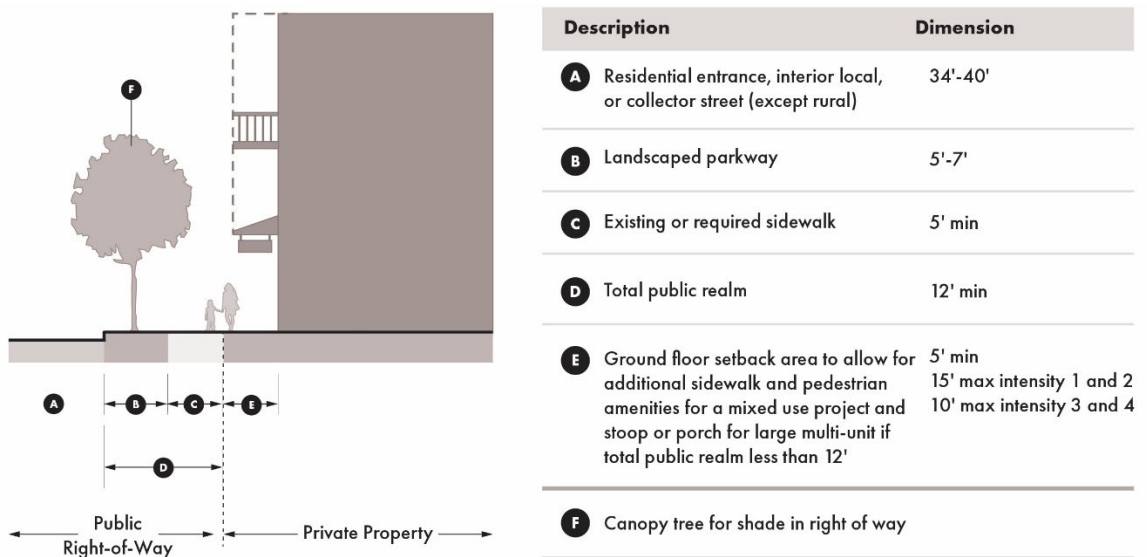 F
A
B
C
E
D
Public
Right-of-Way
Private Property
Description Dimension
A Residential entrance, interior local, 34'-40'
or collector street (except rural)
B Landscaped parkway 5'-7'
C Existing or required sidewalk 5' min
D Total public realm 12' min
E Ground floor setback area to allow for 5' min
additional sidewalk and pedestrian 15' max intensity 1 and 2
amenities for a mixed use project and 10' max intensity 3 and 4
stoop or porch for large multi-unit if
total public realm less than 12'
F Canopy tree for shade in right of way